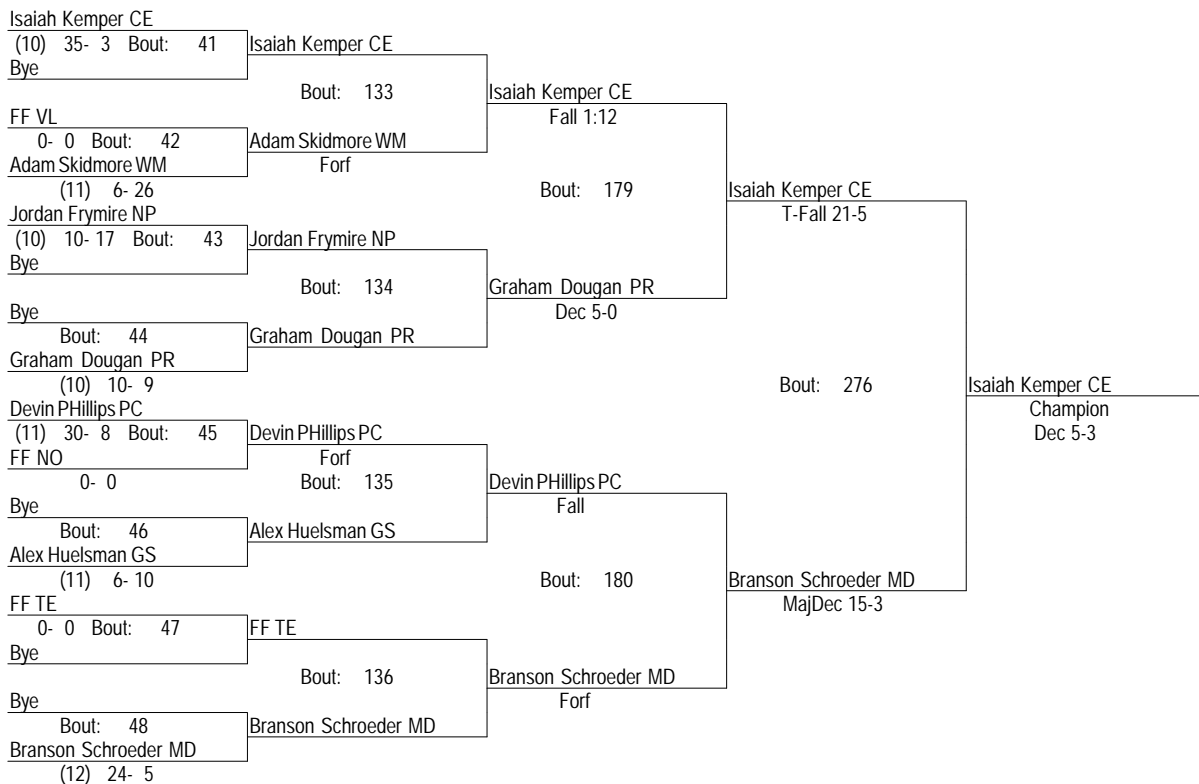 Isaiah Kemper CE
(10) 35- 3 Bout: 41
Isaiah Kemper CE
Bye
Bout: 133
Isaiah Kemper CE
FF VL
Fall 1:12
0- 0 Bout: 42
Adam Skidmore WM
Adam Skidmore WM
Forf
(11) 6- 26
Bout: 179
Isaiah Kemper CE
Jordan Frymire NP
T-Fall 21-5
(10) 10- 17 Bout: 43
Jordan Frymire NP
Bye
Bout: 134
Graham Dougan PR
Bye
Dec 5-0
Bout: 44
Graham Dougan PR
Graham Dougan PR
(10) 10- 9
Bout: 276
Isaiah Kemper CE
Devin PHillips PC
Champion
(11) 30- 8 Bout: 45
Devin PHillips PC
Dec 5-3
FF NO
Forf
0- 0
Bout: 135
Devin PHillips PC
Bye
Fall
Bout: 46
Alex Huelsman GS
Alex Huelsman GS
(11) 6- 10
Bout: 180
Branson Schroeder MD
FF TE
MajDec 15-3
0- 0 Bout: 47
FF TE
Bye
Bout: 136
Branson Schroeder MD
Bye
Forf
Bout: 48
Branson Schroeder MD
Branson Schroeder MD
(12) 24- 5